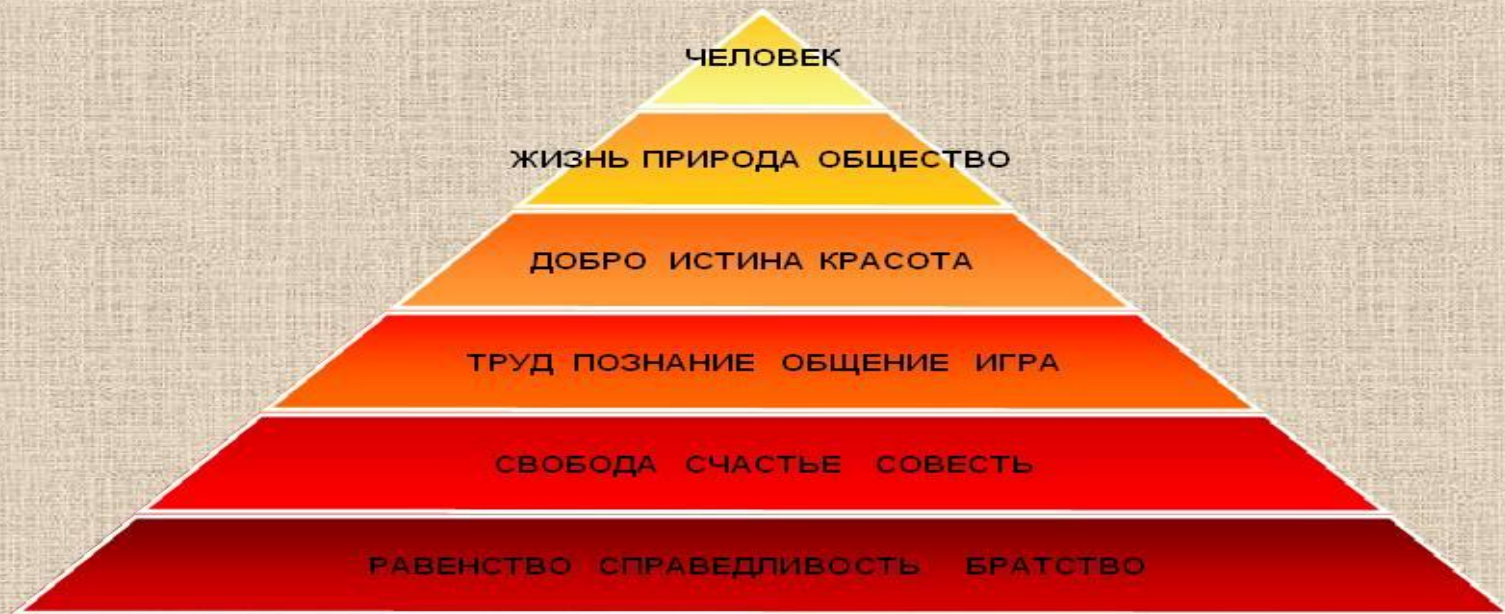 ЧЕЛОВЕК
ЖИЗНЬ ПРИРОДА ОБЩЕСТВО
ДОБРО ИСТИНА КРАСОТА
ТРУД ПОЗНАНИЕ ОБЩЕНИЕ ИГРА
СВОБОДА СЧАСТЬЕ СОВЕСТЬ
РАВЕНСТВО СПРАВЕДЛИВОСТЬ БРАТСТВО